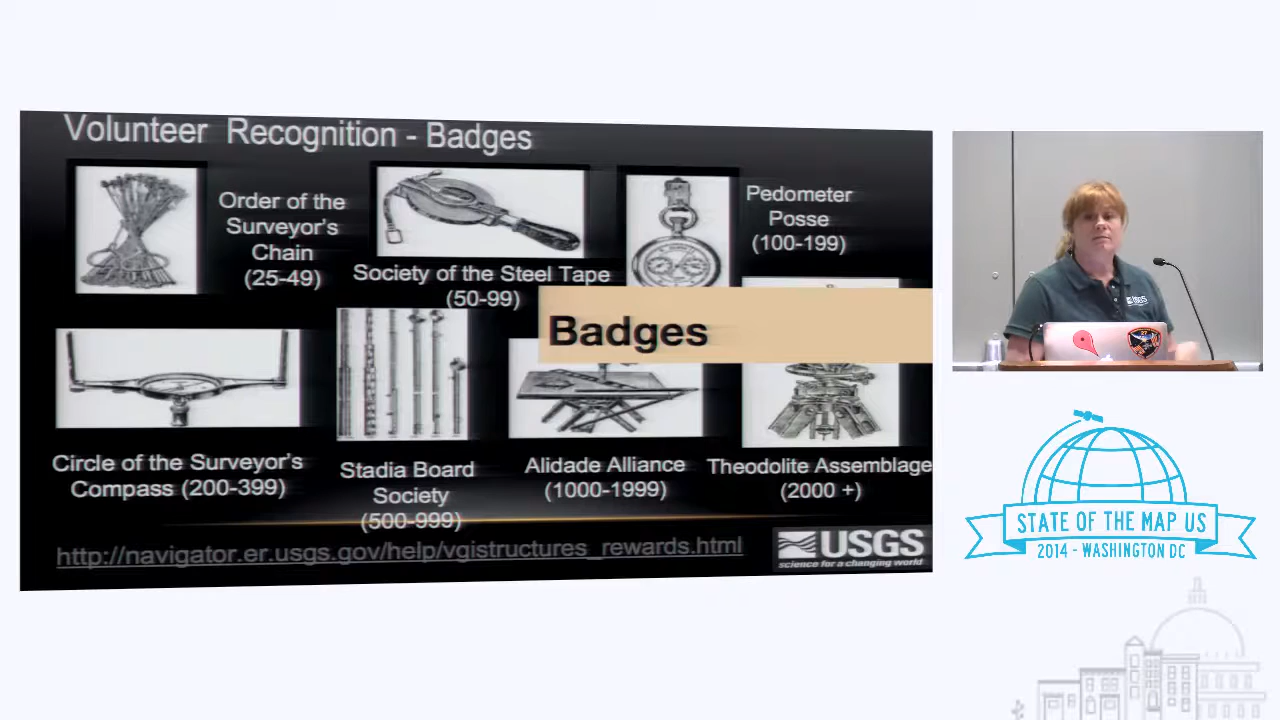 Volunteer Recognition - Badges
Order of the
Surveyor's
Chain
(25-49)
Society of the Steel Tape
(50-99)
Pedometer
Posse
(100-199)
Badges
Circle of the Surveyor's
Compass (200-399)
Stadia Board
Society
(500-999)
Alidade Alliance
(1000-1999)
Theodolite Assemblage
(2000 +)
http://navigator.er.usgs.gov/help/vgistructures_rewards.html
USGS
science for a changing world
USGS
STATE OF THE MAP US
2014 - WASHINGTON DC